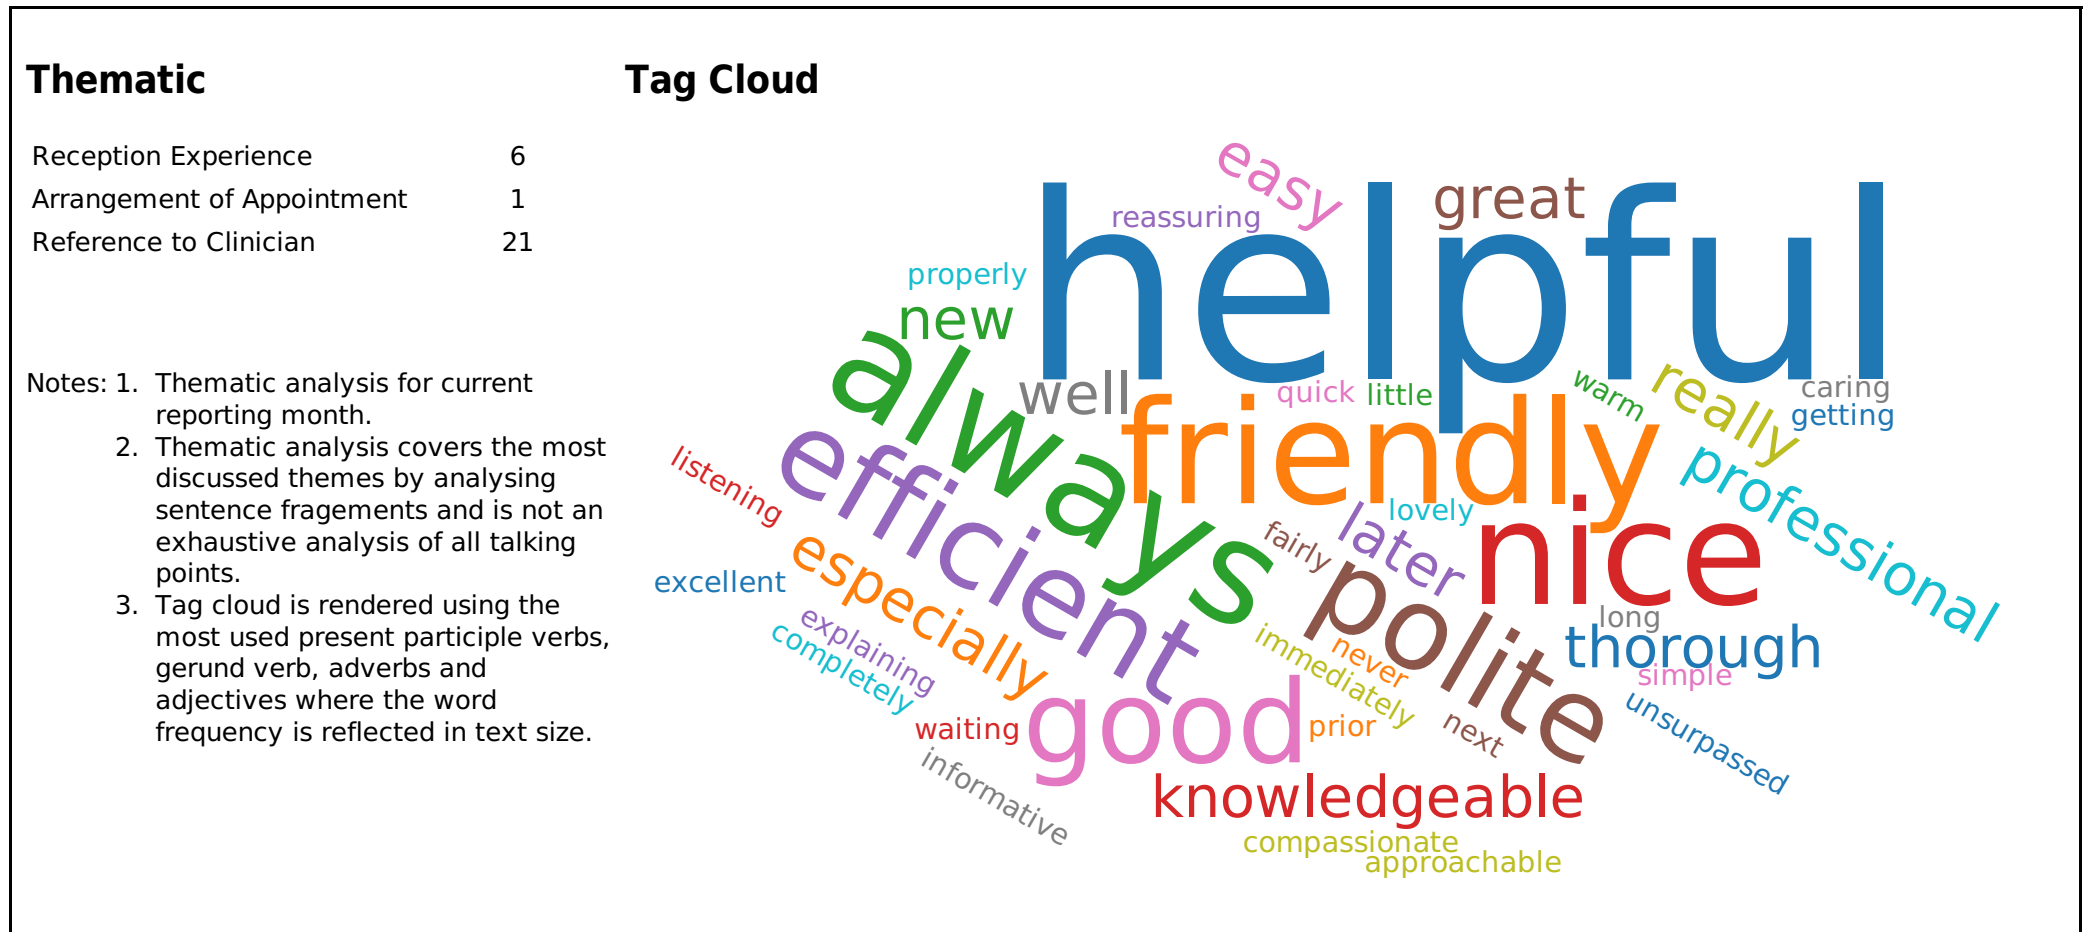 Thematic
Reception Experience 6
Arrangement of Appointment 1
Reference to Clinician 21
Notes: 1. Thematic analysis for current
reporting month.
2. Thematic analysis covers the most
discussed themes by analysing
sentence fragements and is not an
exhaustive analysis of all talking
points.
3. Tag cloud is rendered using the
most used present participle verbs,
gerund verb, adverbs and
adjectives where the word
frequency is reflected in text size.
Tag Cloud
easy
great
reassuring
helpful
properly
new
always
well
quick
little
warm
really
caring
getting
friendly
efficient
listening
professional
lovely
later
fairly
nice
especially
excellent
polite
long
thorough
explaining
completely
immediately
never
simple
unsurpassed
good
waiting
prior
next
informative
knowledgeable
compassionate
approachable